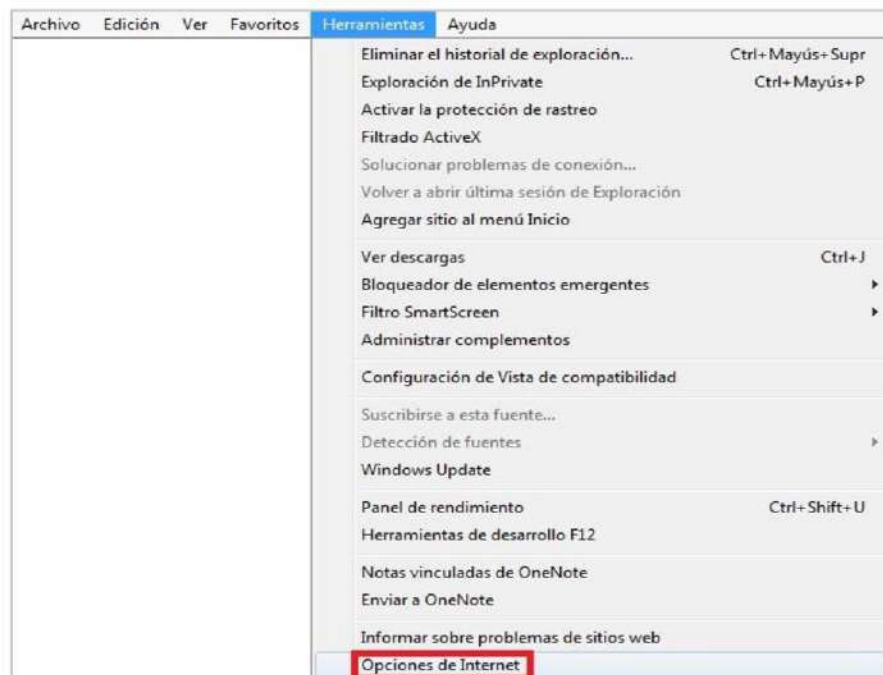 Archivo Edición Ver Favoritos Herramientas Ayuda
Eliminar el historial de exploración... Ctrl+Mayús+Supr
Exploración de InPrivate Ctrl+Mayús+P
Activar la protección de rastreo
Filtrado ActiveX
Solucionar problemas de conexión...
Volver a abrir última sesión de Exploración
Agregar sitio al menú Inicio
Ver descargas Ctrl+J
Bloqueador de elementos emergentes
Filtro SmartScreen
Administrar complementos
Configuración de Vista de compatibilidad
Suscribirse a esta fuente...
Detección de fuentes
Windows Update
Panel de rendimiento Ctrl+Shift+U
Herramientas de desarrollo F12
Notas vinculadas de OneNote
Enviar a OneNote
Informar sobre problemas de sitios web
Opciones de Internet